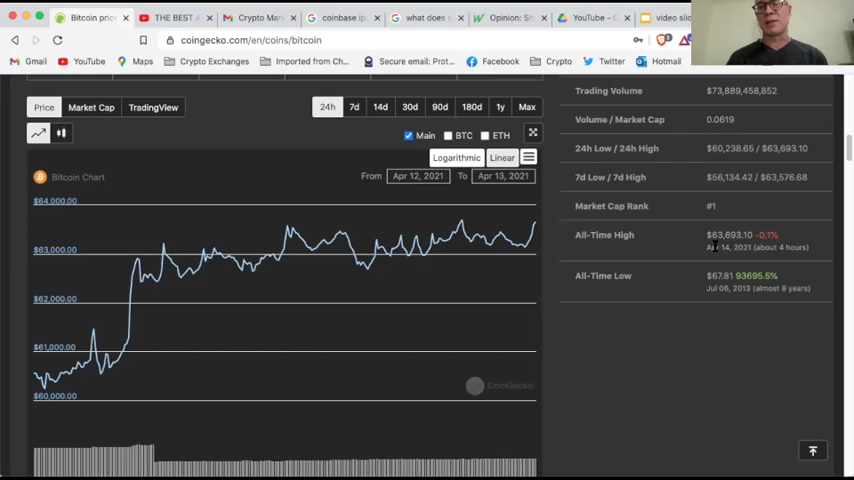 Bitcoin price
THE BEST A
Crypto Mark
coinbase ip
what does
Opinion: Sh
YouTube - G
video slid
coingecko.com/en/coins/bitcoin
Gmail YouTube Maps Crypto Exchanges Imported from Ch... Secure email: prot... Facebook Crypto Twitter Hotmail
Price Market Cap TradingView
24h 7d 14d 30d 90d 180d 1y Max
Main BTC ETH
Logarithmic Linear
Bitcoin Chart
From Apr 12, 2021 To Apr 13, 2021
$64,000.00
$63,000.00
$62,000.00
$61,000.00
$60,000.00
CoinGecko
Trading Volume $73,889,458,852
Volume / Market Cap 0.0619
24h Low / 24h High $60,238.65 / $63,693.10
7d Low / 7d High $56,134.42 / $63,576.68
Market Cap Rank #1
All-Time High $63,693.10 -0.1%
14, 2021 (about 4 hours)
All-Time Low $67.81 93695.5%
Jul 06, 2013 (almost 8 years)